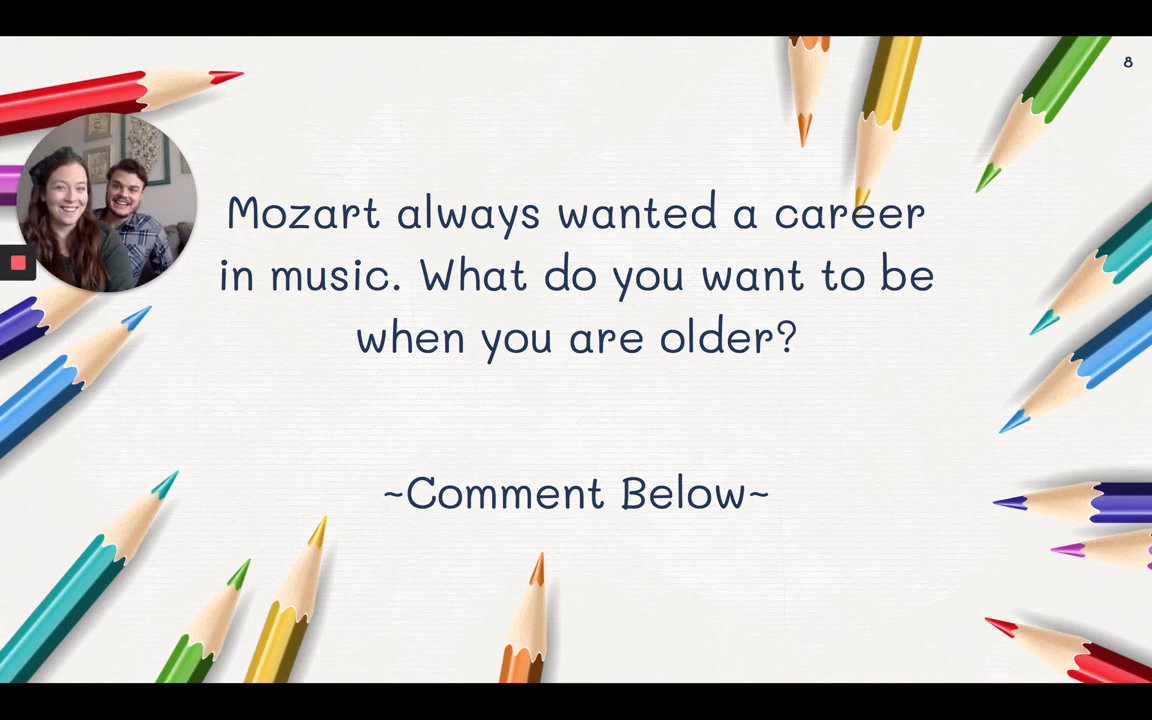 8
Mozart always wanted a career
in music. What do you want to be
when you are older?
~Comment Below~